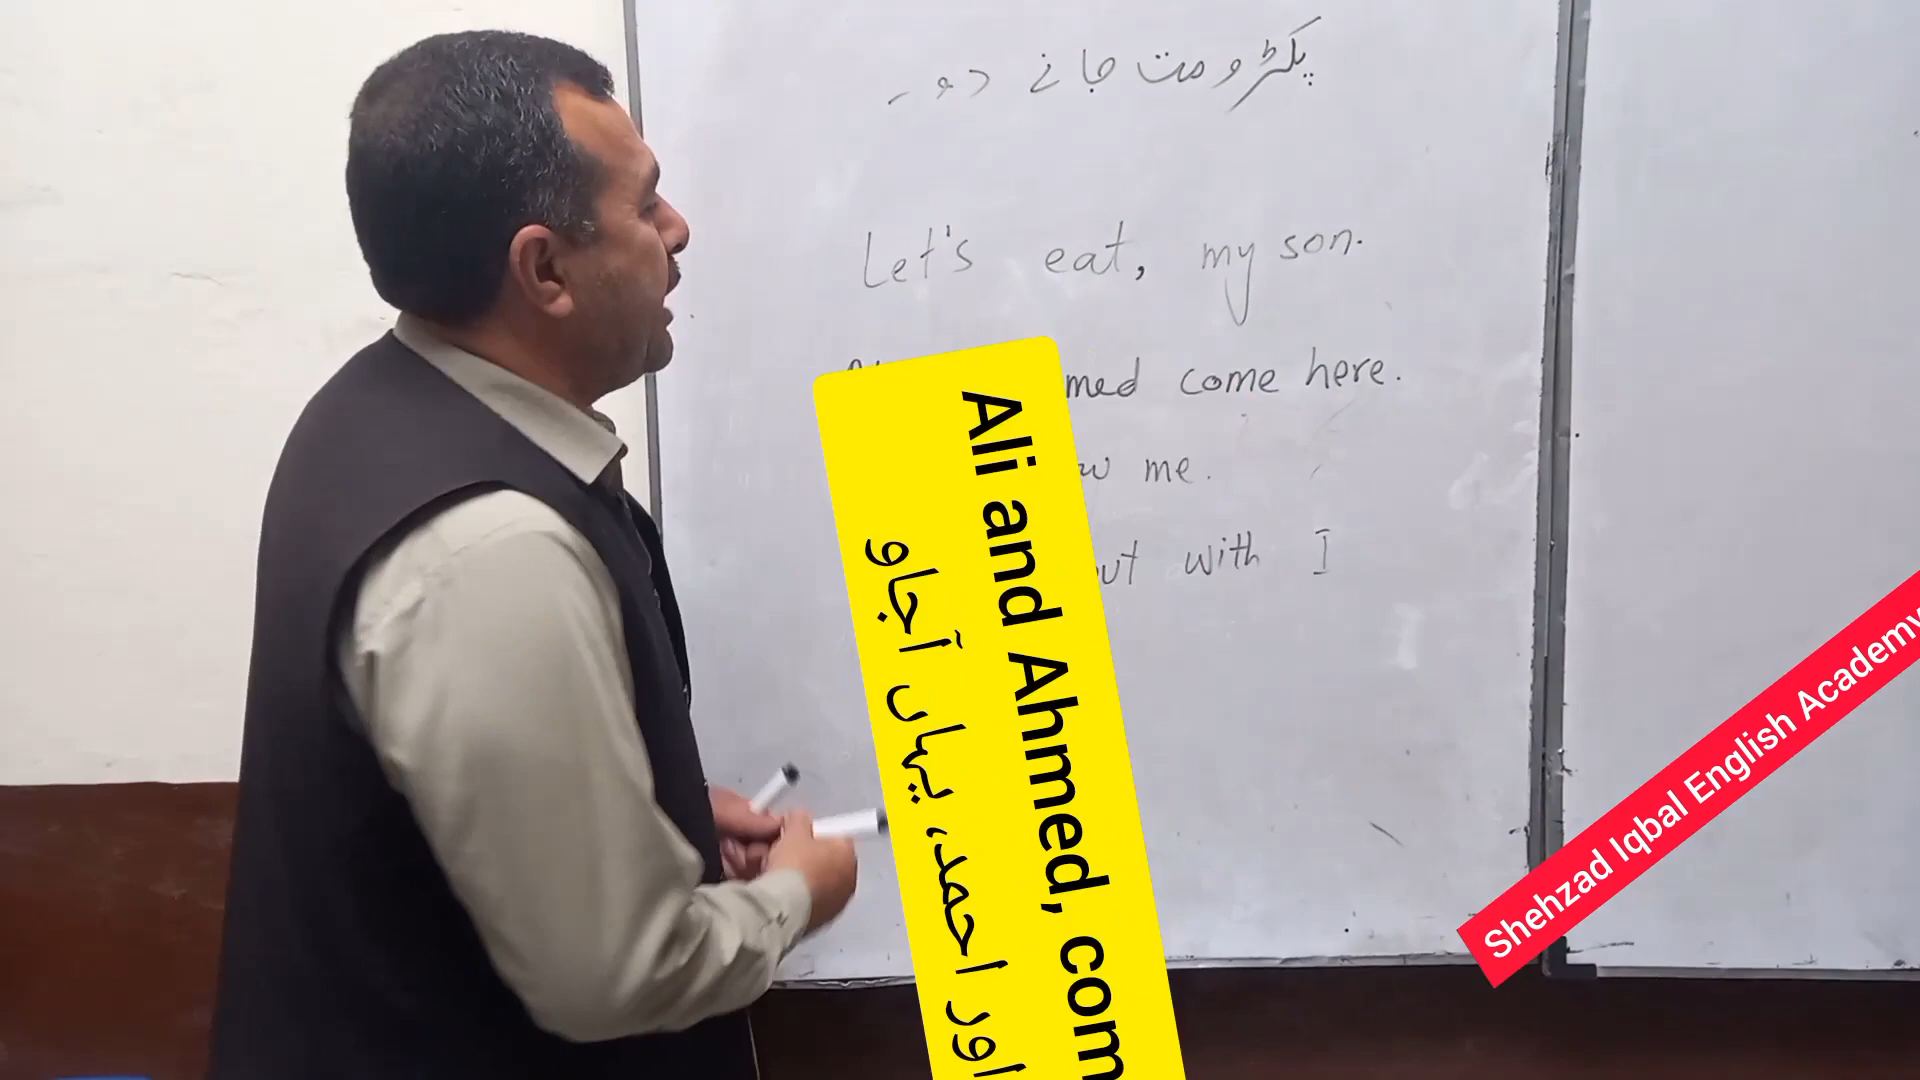 پکڑو مت جانے دو۔
Let's eat, my son.
come here.
me.
with I
Ali and Ahmed, com
اور احمد، یہاں آجاو
Shehzad Iqbal English Academy